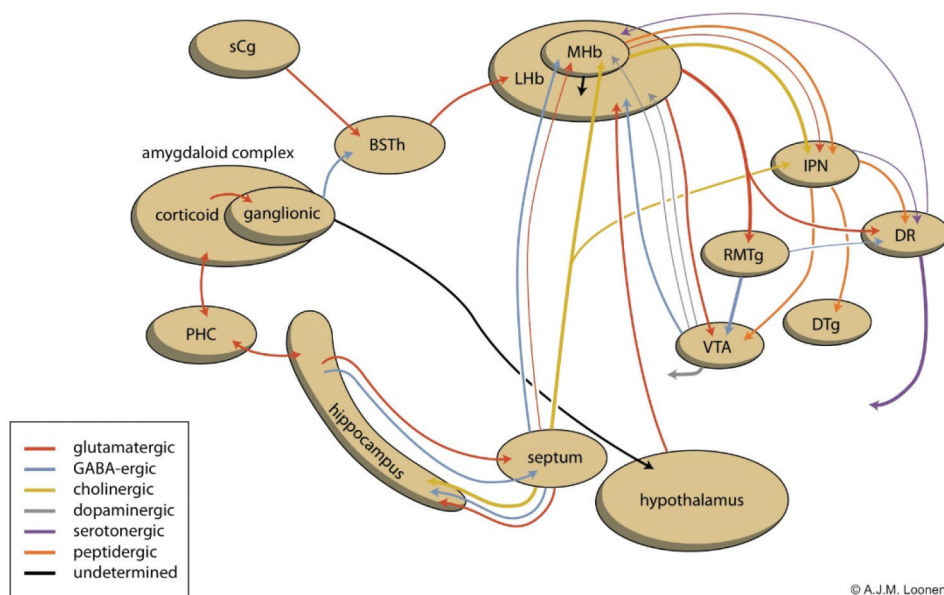 sCg
MHb
LHb
BSTh
IPN
amygdaloid complex
corticoid
ganglionic
DR
RMTg
PHC
DTg
VTA
hippocampus
septum
hypothalamus
glutamatergic
GABA-ergic
cholinergic
dopaminergic
serotonergic
peptidergic
undetermined
© A.J.M. Loonen